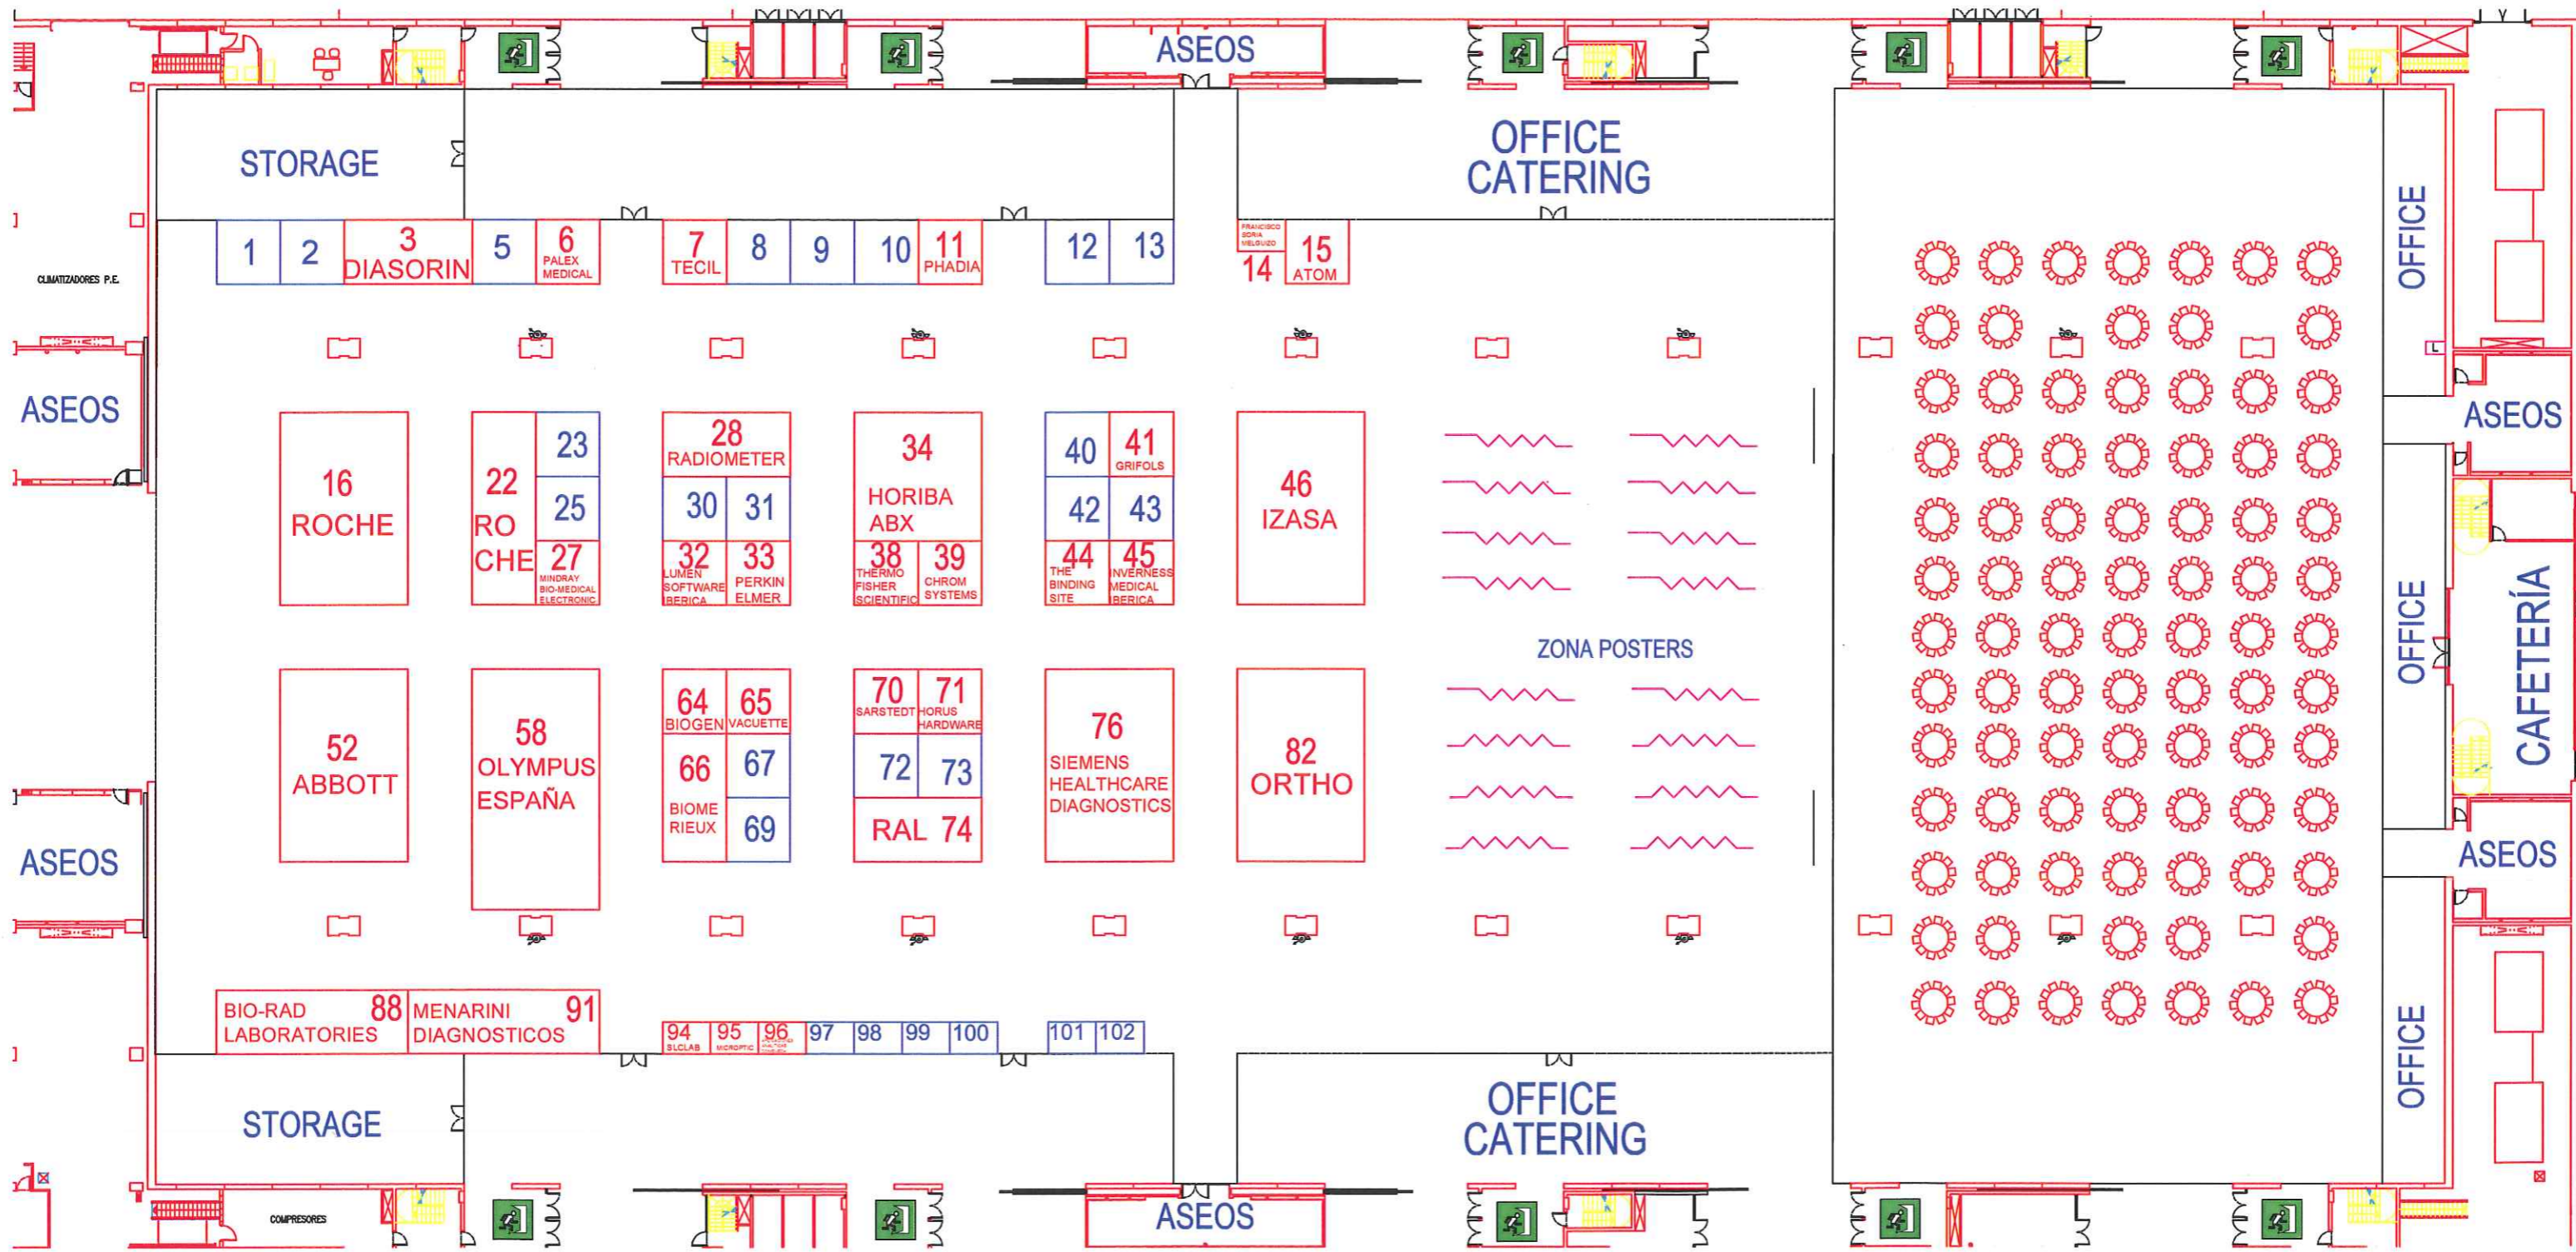 ASEOS
STORAGE
OFFICE
CATERING
OFFICE
1
2
3
DIASORIN
5
6
PALEX
MEDICAL
7
TECIL
8
9
10
11
PHADIA
12
13
FRANCISCO
SORIA
MELGUIZO
14
15
ATOM
CLIMATIZADORES P.E.
L
ASEOS
16
ROCHE
22
RO
CHE
23
25
27
MINDRAY
BIO-MEDICAL
ELECTRONIC
28
RADIOMETER
30
31
32
LUMEN
SOFTWARE
IBERICA
33
PERKIN
ELMER
34
HORIBA
ABX
38
THERMO
FISHER
SCIENTIFIC
39
CHROM
SYSTEMS
40
41
GRIFOLS
42
43
44
THE
BINDING
SITE
45
INVERNESS
MEDICAL
IBERICA
46
IZASA
ASEOS
ZONA POSTERS
OFFICE
CAFETERÍA
52
ABBOTT
58
OLYMPUS
ESPAÑA
64
BIOGEN
65
VACUETTE
66
BIOME
RIEUX
67
69
70
SARSTEDT
71
HORUS
HARDWARE
72
73
RAL 74
76
SIEMENS
HEALTHCARE
DIAGNOSTICS
82
ORTHO
ASEOS
ASEOS
BIO-RAD
LABORATORIES
88
MENARINI
DIAGNOSTICOS
91
94
SLCLAB
95
MICROPTIC
96
97
98
99
100
101
102
OFFICE
STORAGE
OFFICE
CATERING
COMPRESORES
ASEOS